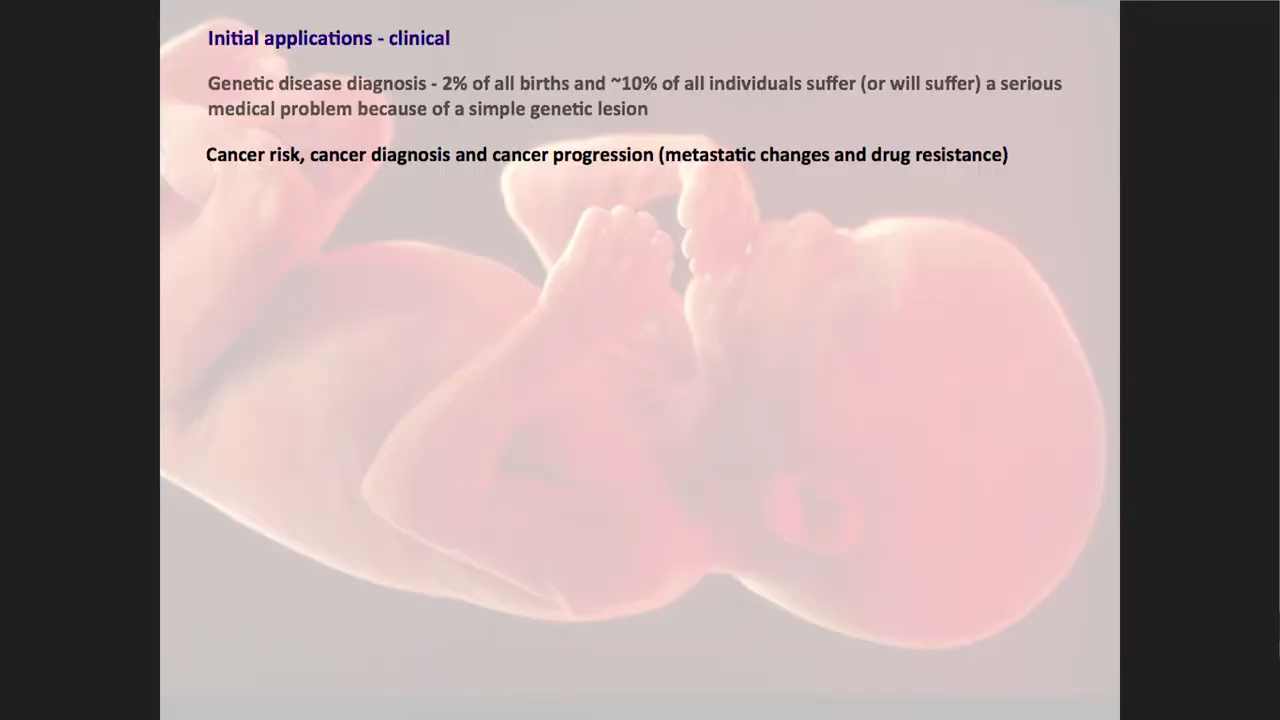 Initial applications - clinical
Genetic disease diagnosis - 2% of all births and ~10% of all individuals suffer (or will suffer) a serious
medical problem because of a simple genetic lesion
Cancer risk, cancer diagnosis and cancer progression (metastatic changes and drug resistance)